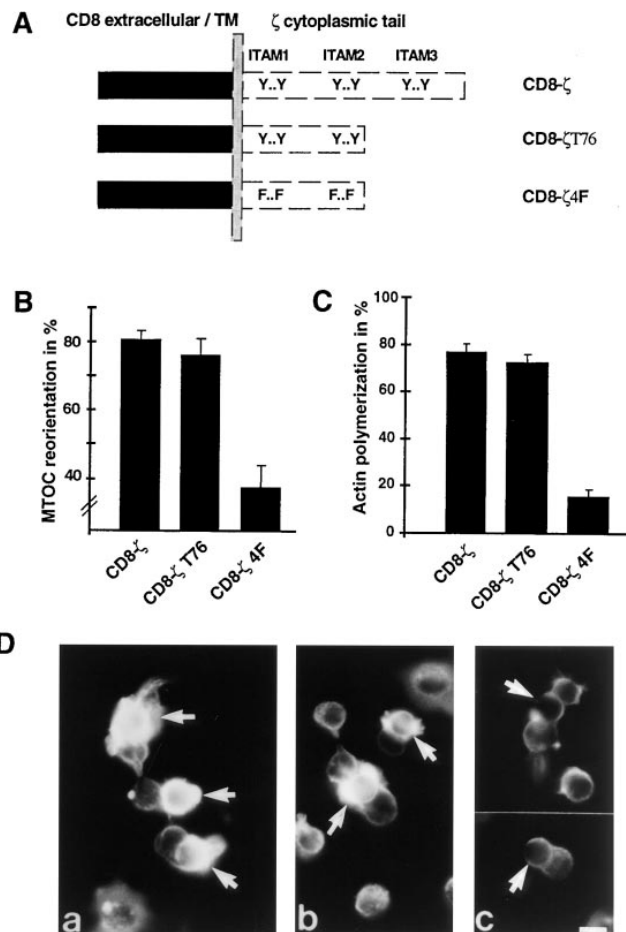 A
CD8 extracellular / TM ζ cytoplasmic tail
ITAM1 ITAM2 ITAM3
Y..Y Y..Y Y..Y CD8-ζ
Y..Y Y..Y CD8-ζT76
F..F F..F CD8-ζ4F
B
MTOC reorientation in %
80
60
40
CD8-ζ
CD8-ζ T76
CD8-ζ 4F
C
Actin polymerization in %
100
80
60
40
20
0
CD8-ζ
CD8-ζ T76
CD8-ζ 4F
D
a
b
c